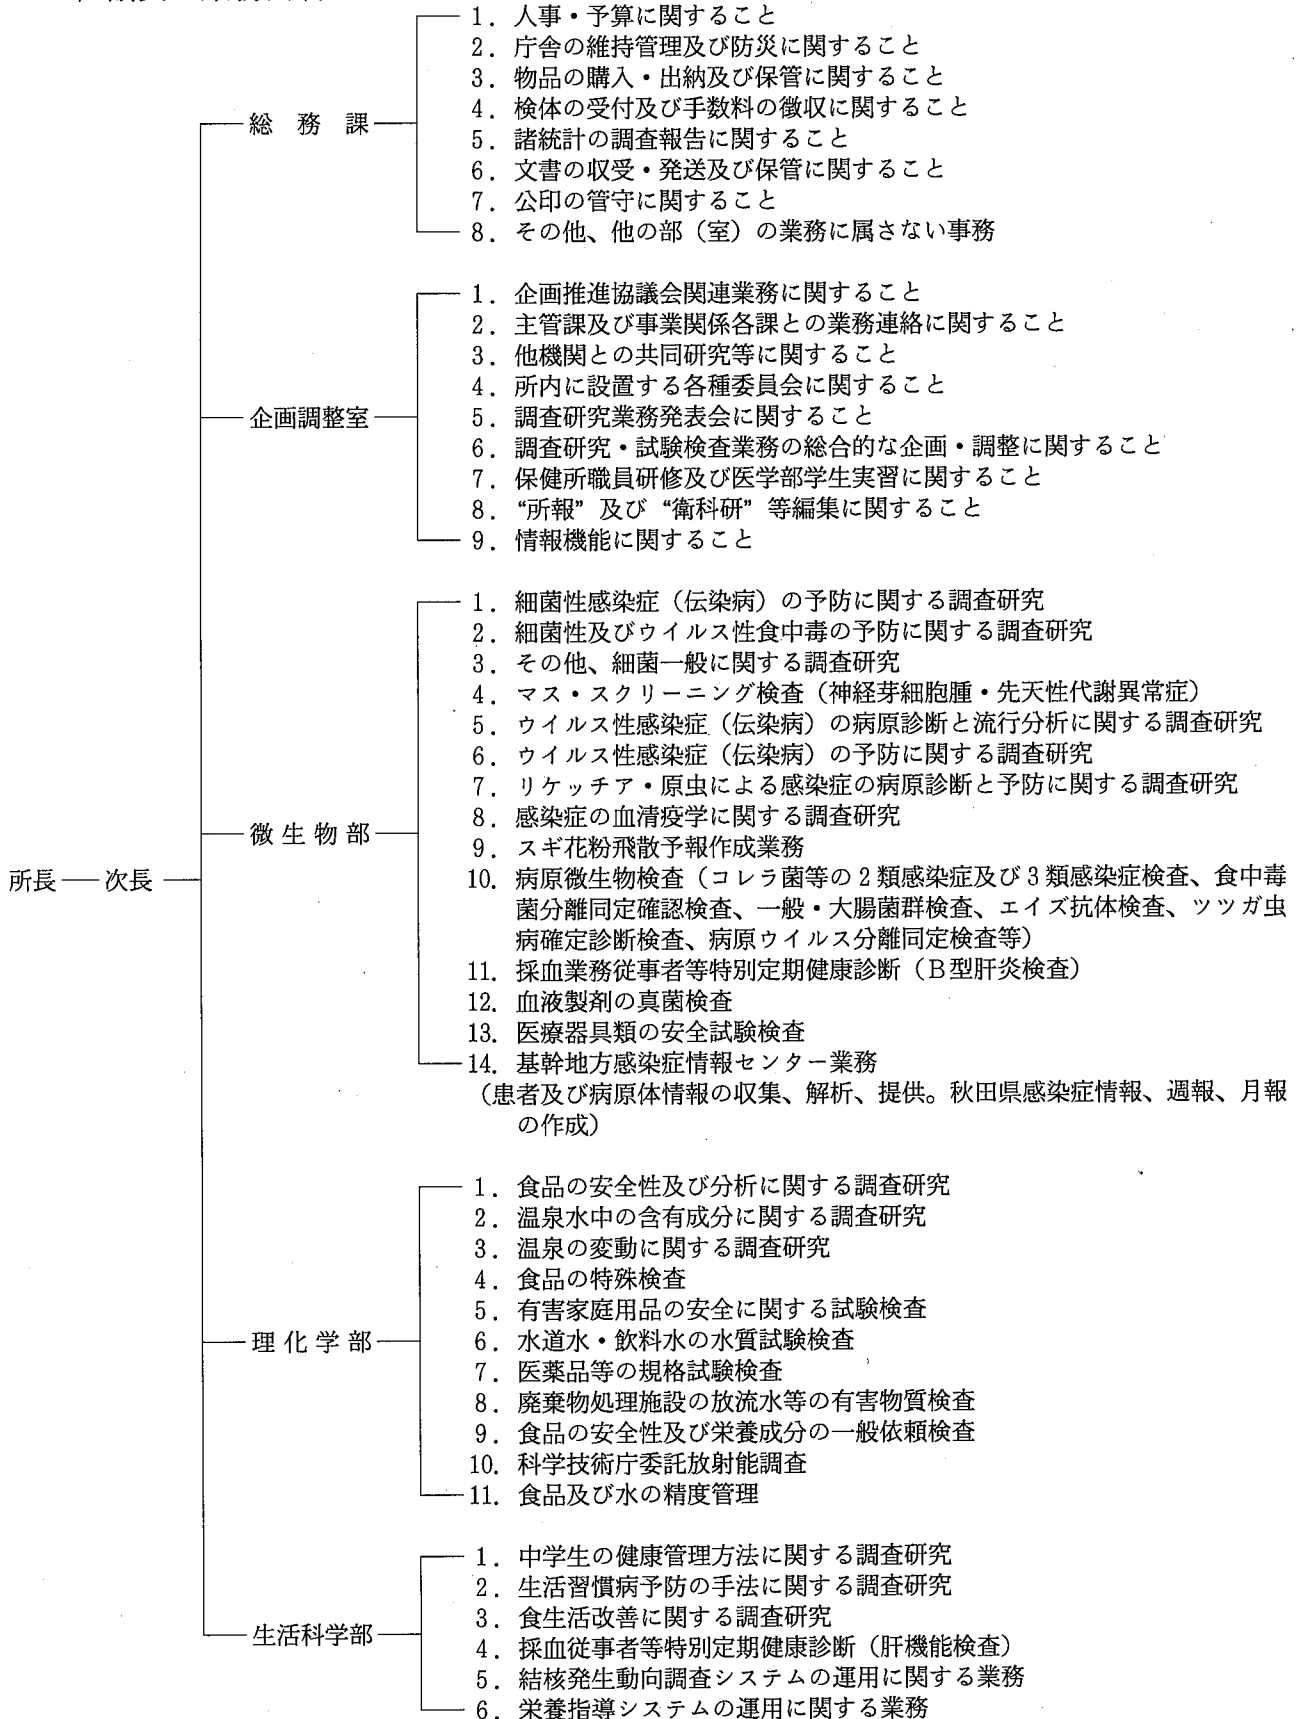 総務課
1. 人事・予算に関すること
2. 庁舎の維持管理及び防災に関すること
3. 物品の購入・出納及び保管に関すること
4. 検体の受付及び手数料の徴収に関すること
5. 諸統計の調査報告に関すること
6. 文書の収受・発送及び保管に関すること
7. 公印の管守に関すること
8. その他、他の部(室)の業務に属さない事務
企画調整室
1. 企画推進協議会関連業務に関すること
2. 主管課及び事業関係各課との業務連絡に関すること
3. 他機関との共同研究等に関すること
4. 所内に設置する各種委員会に関すること
5. 調査研究業務発表会に関すること
6. 調査研究・試験検査業務の総合的な企画・調整に関すること
7. 保健所職員研修及び医学部学生実習に関すること
8. “所報”及び“衛科研”等編集に関すること
9. 情報機能に関すること
所長 次長
微生物部
1. 細菌性感染症(伝染病)の予防に関する調査研究
2. 細菌性及びウイルス性食中毒の予防に関する調査研究
3. その他、細菌一般に関する調査研究
4. マス・スクリーニング検査(神経芽細胞腫・先天性代謝異常症)
5. ウイルス性感染症(伝染病)の病原診断と流行分析に関する調査研究
6. ウイルス性感染症(伝染病)の予防に関する調査研究
7. リケッチア・原虫による感染症の病原診断と予防に関する調査研究
8. 感染症の血清疫学に関する調査研究
9. スギ花粉飛散予報作成業務
10. 病原微生物検査(コレラ菌等の2類感染症及び3類感染症検査、食中毒
菌分離同定確認検査、一般・大腸菌群検査、エイズ抗体検査、ツツガ虫
病確定診断検査、病原ウイルス分離同定検査等)
11. 採血業務従事者等特別定期健康診断(B型肝炎検査)
12. 血液製剤の真菌検査
13. 医療器具類の安全試験検査
14. 基幹地方感染症情報センター業務
(患者及び病原体情報の収集、解析、提供。秋田県感染症情報、週報、月報
の作成)
理化学部
1. 食品の安全性及び分析に関する調査研究
2. 温泉水中の含有成分に関する調査研究
3. 温泉の変動に関する調査研究
4. 食品の特殊検査
5. 有害家庭用品の安全に関する試験検査
6. 水道水・飲料水の水質試験検査
7. 医薬品等の規格試験検査
8. 廃棄物処理施設の放流水等の有害物質検査
9. 食品の安全性及び栄養成分の一般依頼検査
10. 科学技術庁委託放射能調査
11. 食品及び水の精度管理
生活科学部
1. 中学生の健康管理方法に関する調査研究
2. 生活習慣病予防の手法に関する調査研究
3. 食生活改善に関する調査研究
4. 採血従事者等特別定期健康診断(肝機能検査)
5. 結核発生動向調査システムの運用に関する業務
6. 栄養指導システムの運用に関する業務